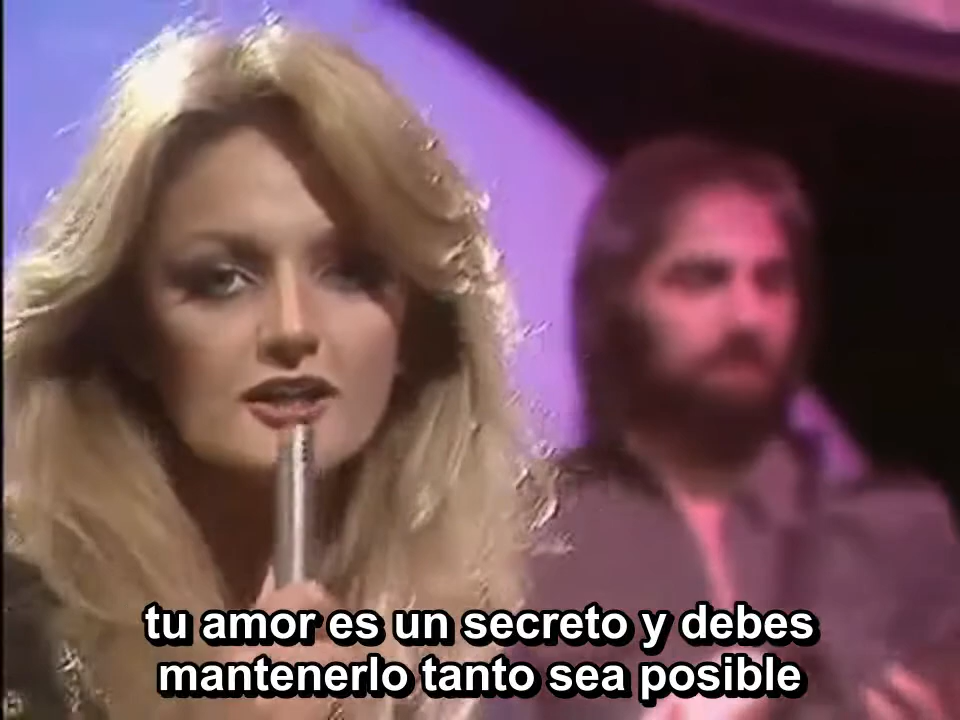 tu amor es un secreto y debes
mantenerlo tanto sea posible